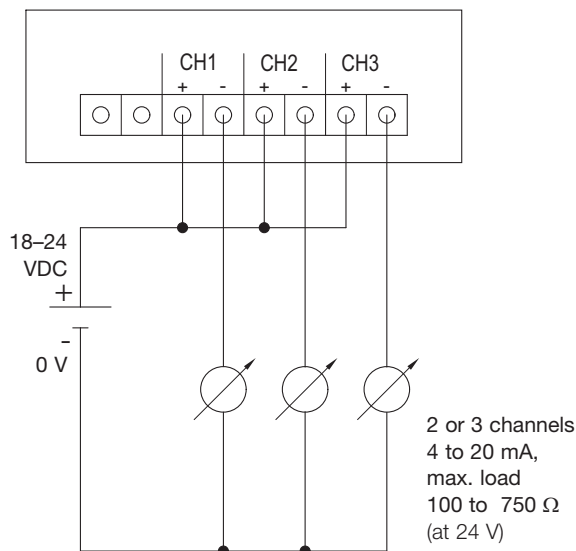 CH1 CH2 CH3
+ - + - + -
18–24
VDC
+
-
0 V
2 or 3 channels
4 to 20 mA,
max. load
100 to 750 Ω
(at 24 V)